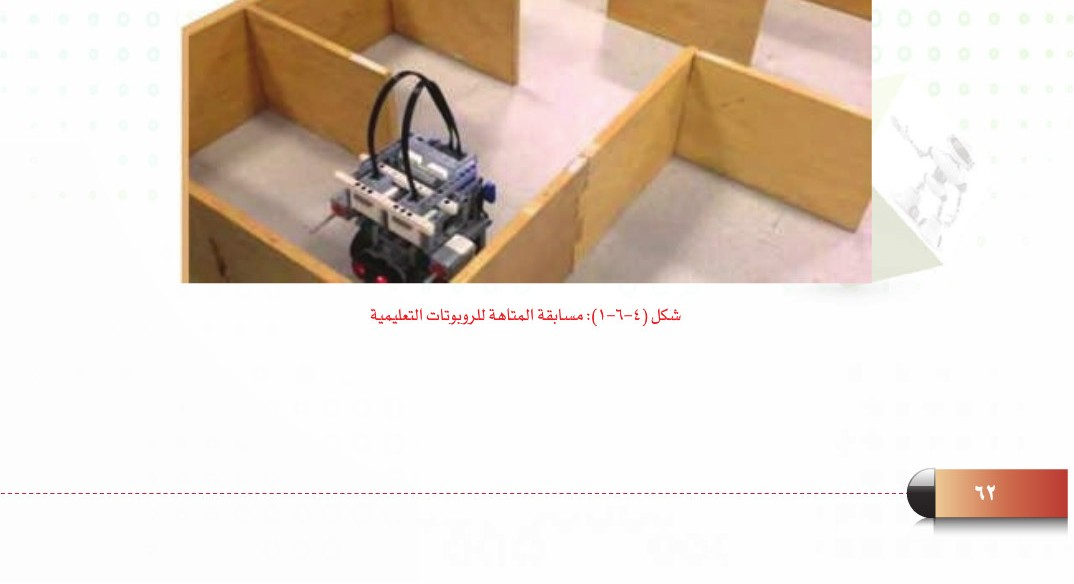 شكل (٤-٦-١): مسابقة المتاهة للروبوتات التعليمية
٦٢